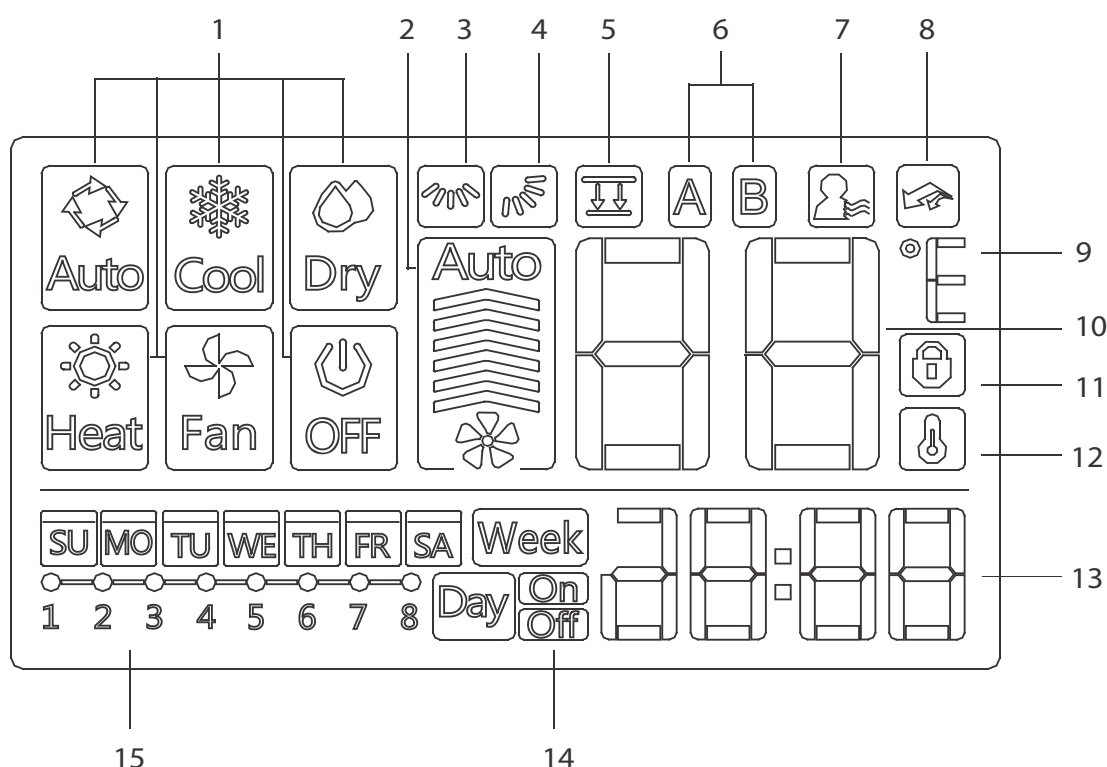 1 2 3 4 5 6 7 8
A B
Auto Cool Dry Auto
9
10
Heat Fan OFF
11
12
SU MO TU WE TH FR SA Week
Day On
Off
13
1 2 3 4 5 6 7 8
15 14